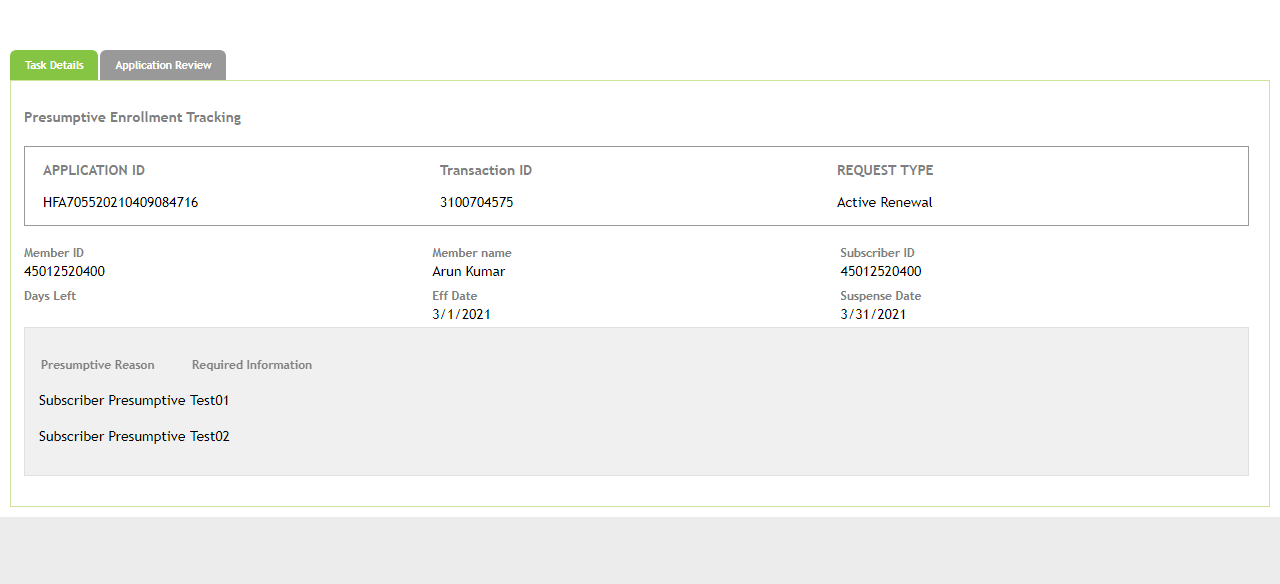 Task Details Application Review
Presumptive Enrollment Tracking
APPLICATION ID Transaction ID REQUEST TYPE
HFA705520210409084716 3100704575 Active Renewal
Member ID Member name Subscriber ID
45012520400 Arun Kumar 45012520400
Days Left Eff Date Suspense Date
3/1/2021 3/31/2021
Presumptive Reason Required Information
Subscriber Presumptive Test01
Subscriber Presumptive Test02